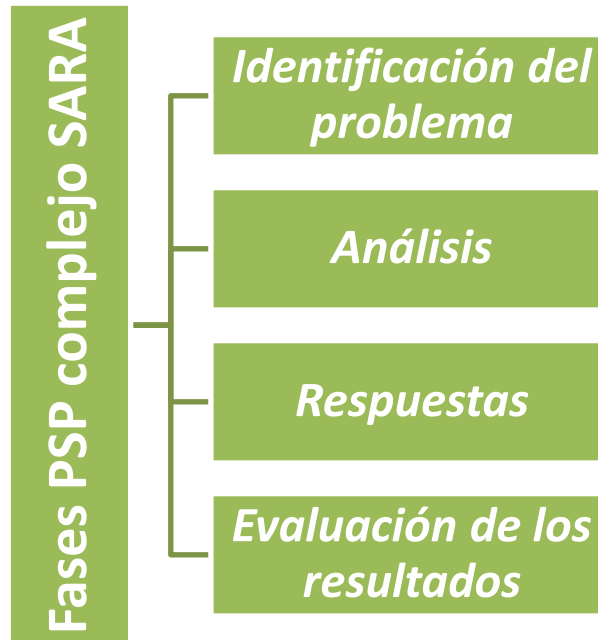 Fases PSP complejo SARA
Identificación del
problema
Análisis
Respuestas
Evaluación de los
resultados